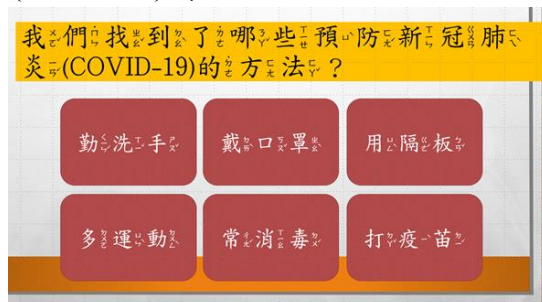 我們找到了哪些預防新冠肺
炎(COVID-19)的方法？
勤洗手
戴口罩
用隔板
多運動
常消毒
打疫苗